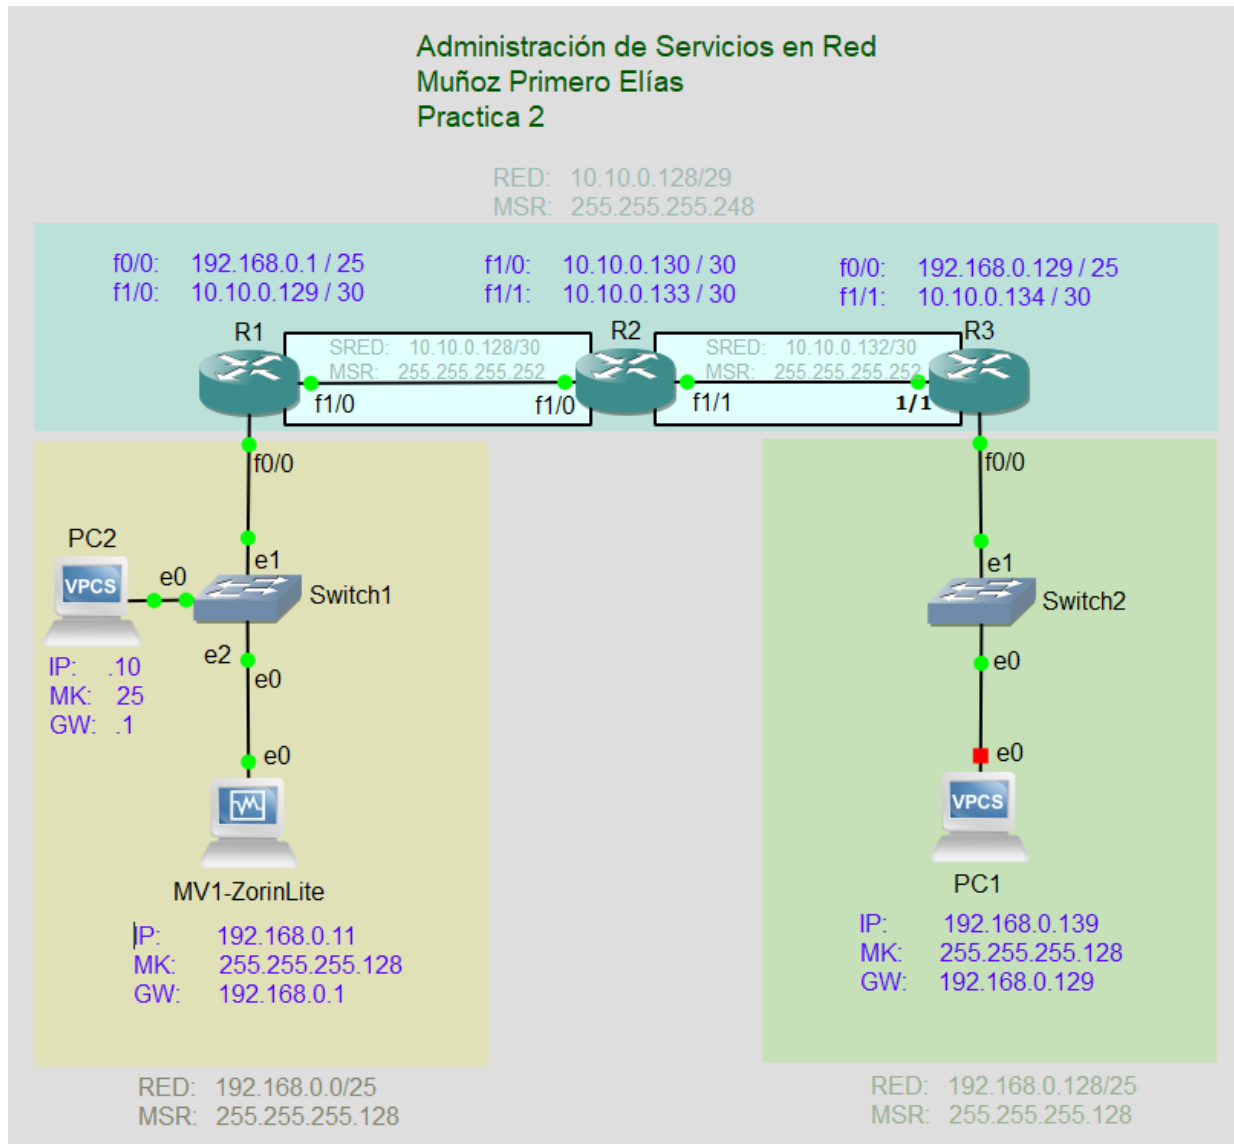 Administración de Servicios en Red
Muñoz Primero Elías
Practica 2
RED: 10.10.0.128/29
MSR: 255.255.255.248
f0/0: 192.168.0.1 / 25
f1/0: 10.10.0.129 / 30
f1/0: 10.10.0.130 / 30
f1/1: 10.10.0.133 / 30
f0/0: 192.168.0.129 / 25
f1/1: 10.10.0.134 / 30
R1
R2
R3
SRED: 10.10.0.128/30
MSR: 255.255.255.252
SRED: 10.10.0.132/30
MSR: 255.255.255.252
f1/0
f1/0
f1/1
1/1
f0/0
f0/0
PC2
VPCS
e0
e1
Switch1
e2
e0
IP: .10
MK: 25
GW: .1
e0
MV1-ZorinLite
IP: 192.168.0.11
MK: 255.255.255.128
GW: 192.168.0.1
RED: 192.168.0.0/25
MSR: 255.255.255.128
e1
Switch2
e0
e0
VPCS
PC1
IP: 192.168.0.139
MK: 255.255.255.128
GW: 192.168.0.129
RED: 192.168.0.128/25
MSR: 255.255.255.128